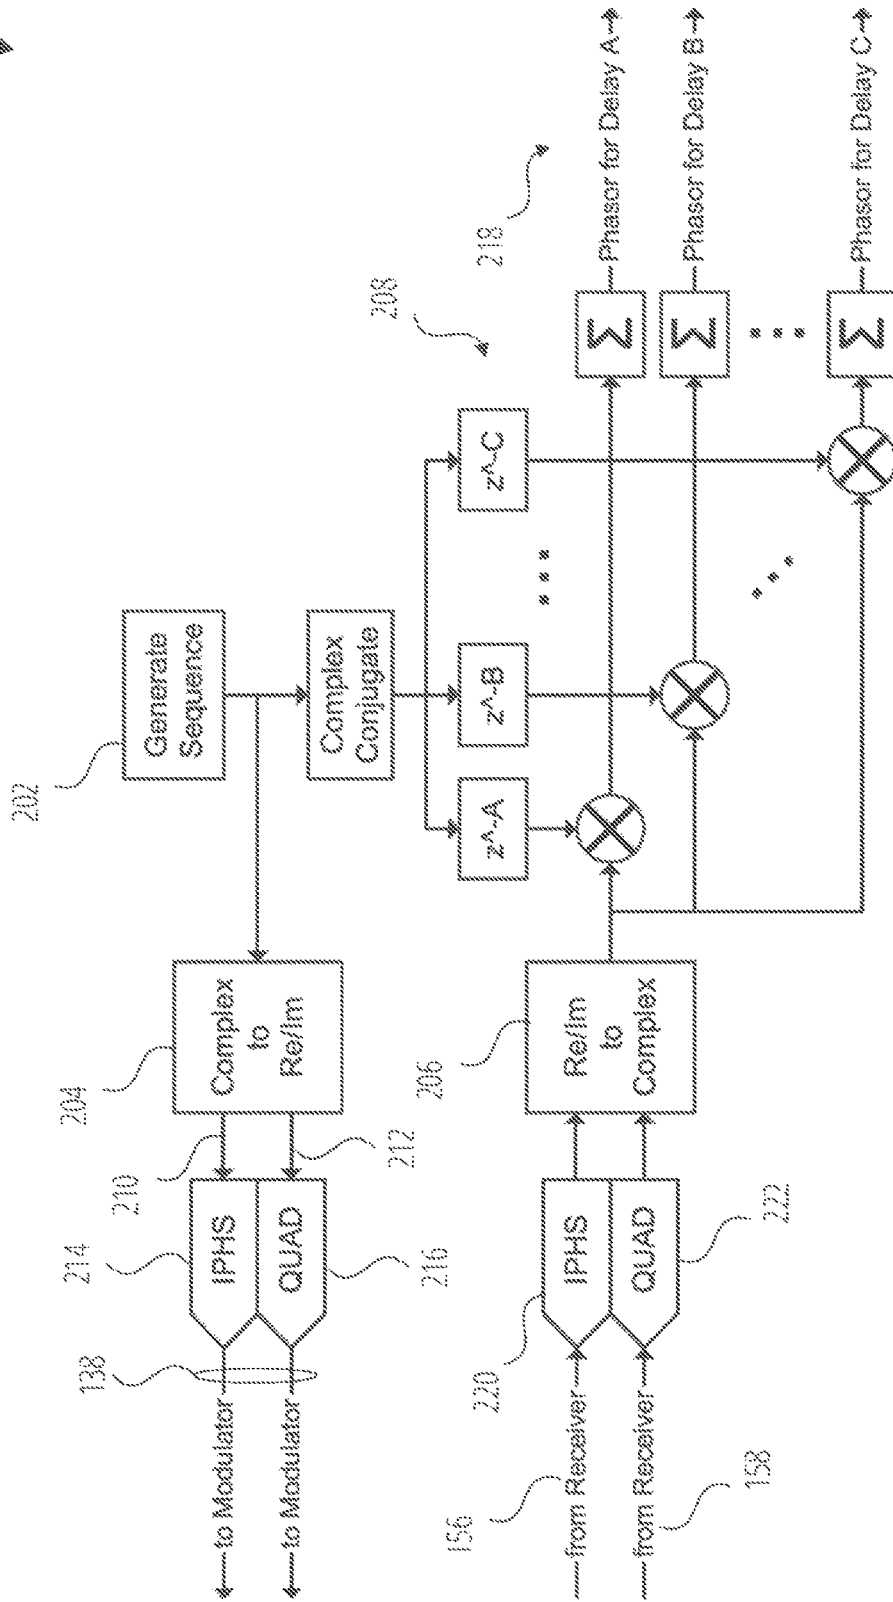 202
Generate
Sequence
204
Complex
to
Re/Im
210
212
214
IPHS
216
QUAD
138
to Modulator
to Modulator
Complex
Conjugate
208
z^-A
z^-B
z^-C
...
206
Re/Im
to
Complex
220
IPHS
222
QUAD
156
from Receiver
158
from Receiver
218
Σ
Phasor for Delay A
Σ
Phasor for Delay B
...
...
Σ
Phasor for Delay C